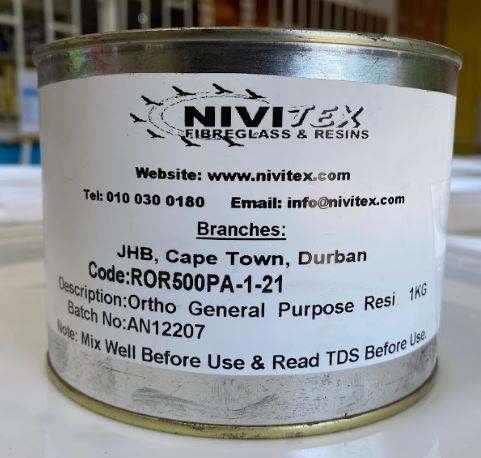 NIVITEX
FIBREGLASS & RESINS
Website: www.nivitex.com
Tel: 010 030 0180 Email: info@nivitex.com
Branches:
JHB, Cape Town, Durban
Code:ROR500PA-1-21
Description:Ortho General Purpose Resi 1KG
Batch No:AN12207
Note: Mix Well Before Use & Read TDS Before Use.